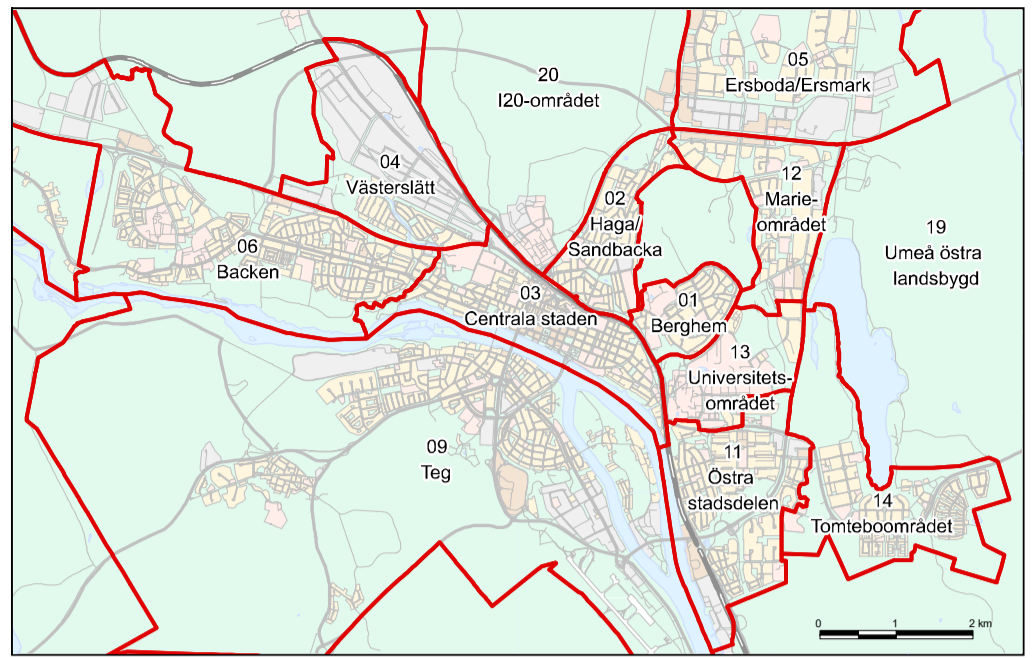 05
Ersboda/Ersmark
20
I20-området
04
Västerslätt
12
Marie-
området
02
Haga/
Sandbacka
19
Umeå östra
landsbygd
06
Backen
03
Centrala staden
01
Berghem
13
Universitets-
området
09
Teg
11
Östra
stadsdelen
14
Tomteboområdet
0 1 2 km